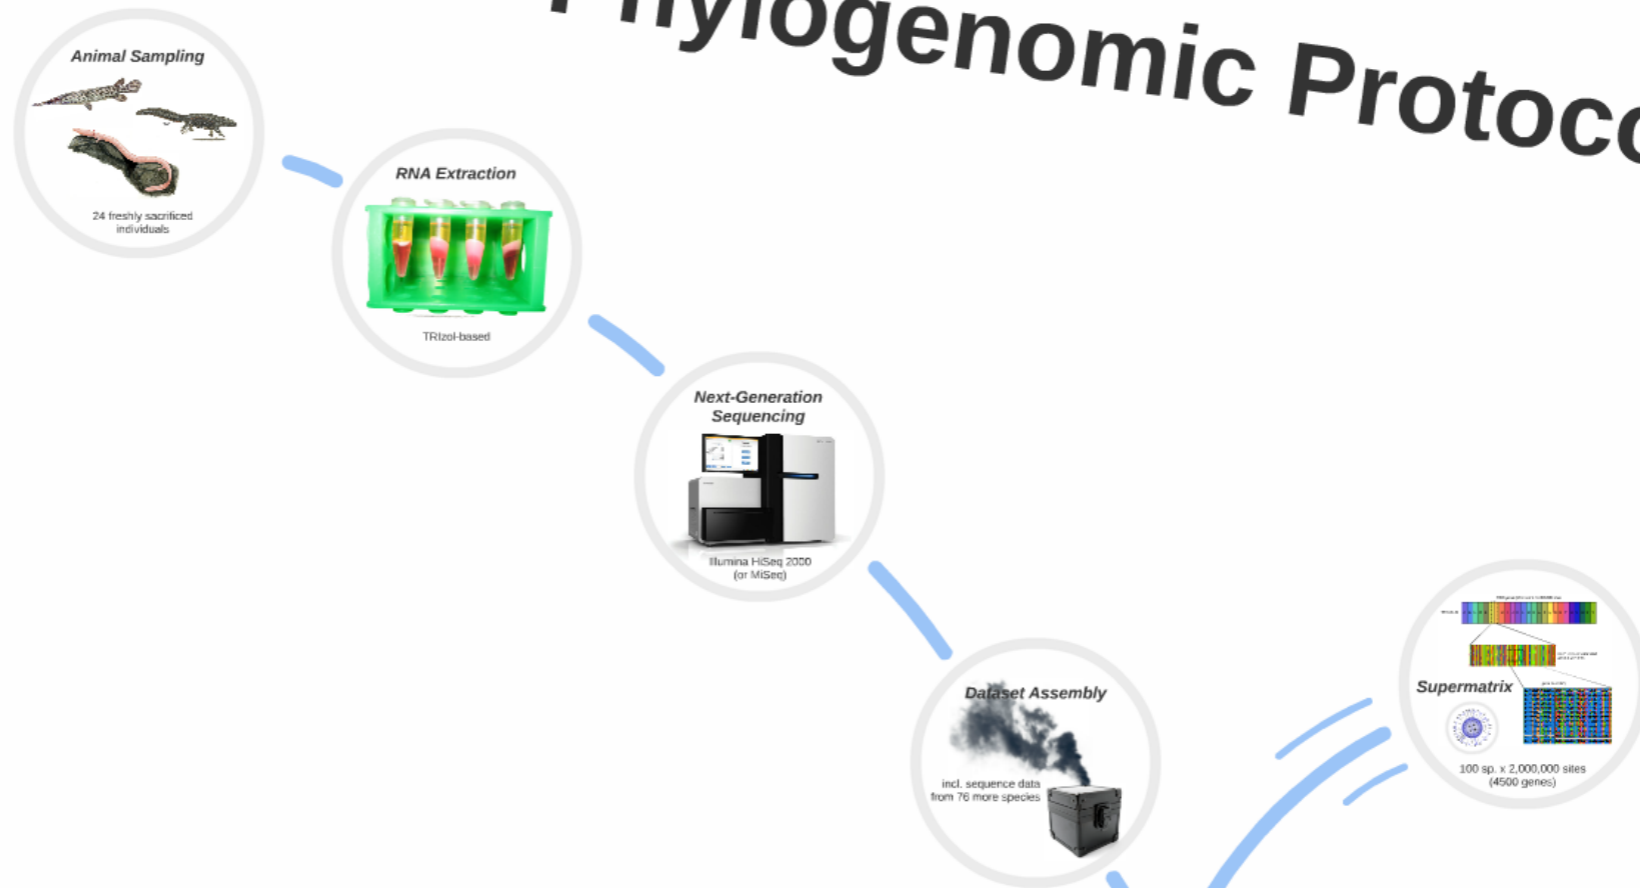 Phylogenomic Protoco
Animal Sampling
24 freshly sacrificed
individuals
RNA Extraction
TRIzol-based
Next-Generation
Sequencing
Illumina HiSeq 2000
(or MiSeq)
Dataset Assembly
incl. sequence data
from 76 more species
Supermatrix
100 sp. x 2,000,000 sites
(4500 genes)